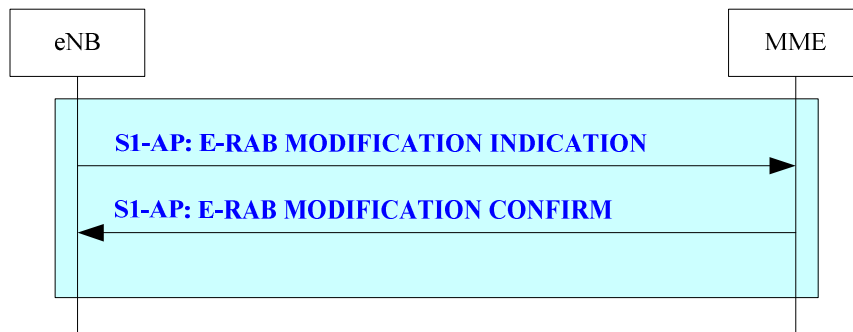 eNB
MME
S1-AP: E-RAB MODIFICATION INDICATION
S1-AP: E-RAB MODIFICATION CONFIRM